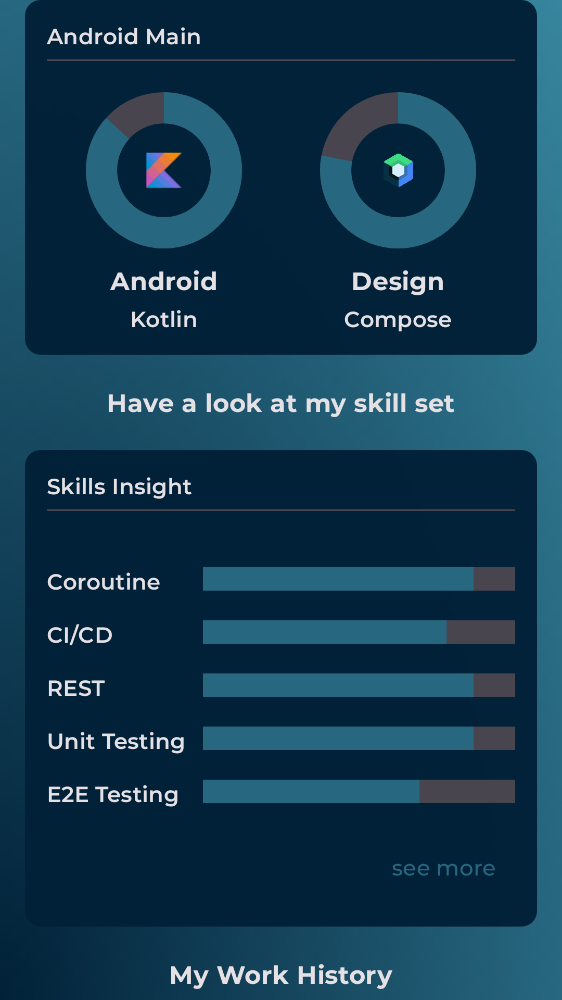 Android Main
Android
Design
Kotlin
Compose
Have a look at my skill set
Skills Insight
Coroutine
CI/CD
REST
Unit Testing
E2E Testing
see more
My Work History